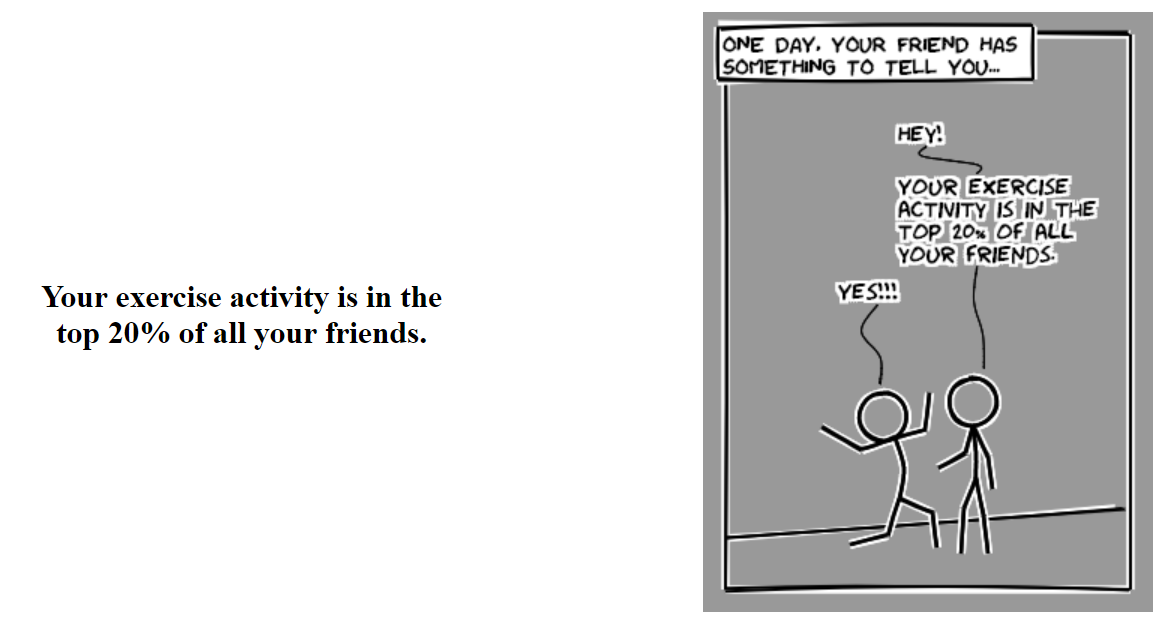 Your exercise activity is in the
top 20% of all your friends.
ONE DAY, YOUR FRIEND HAS
SOMETHING TO TELL YOU...
HEY!
YOUR EXERCISE
ACTIVITY IS IN THE
TOP 20% OF ALL
YOUR FRIENDS.
YES!!!